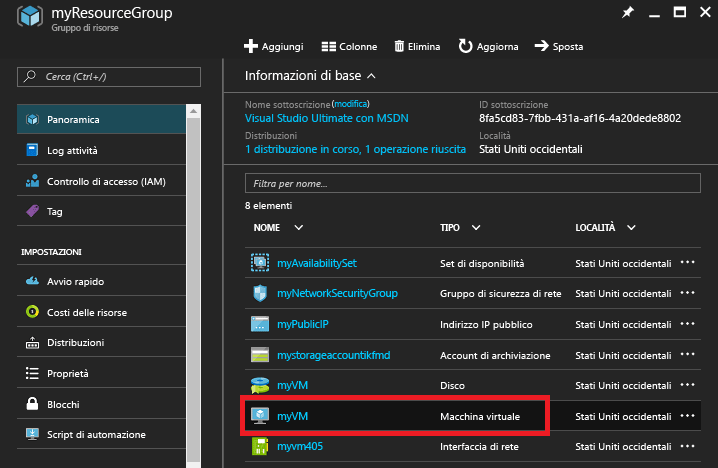 myResourceGroup
Gruppo di risorse
Aggiungi Colonne Elimina Aggiorna Sposta
Cerca (Ctrl+/)
Panoramica
Log attività
Controllo di accesso (IAM)
Tag
IMPOSTAZIONI
Avvio rapido
Costi delle risorse
Distribuzioni
Proprietà
Blocchi
Script di automazione
Informazioni di base
Nome sottoscrizione (modifica) ID sottoscrizione
Visual Studio Ultimate con MSDN 8fa5cd83-7fbb-431a-af16-4a20dede8802
Distribuzioni Località
1 distribuzione in corso, 1 operazione riuscita Stati Uniti occidentali
Filtra per nome...
8 elementi
NOME TIPO LOCALITÀ
myAvailabilitySet Set di disponibilità Stati Uniti occidentali
myNetworkSecurityGroup Gruppo di sicurezza di rete Stati Uniti occidentali
myPublicIP Indirizzo IP pubblico Stati Uniti occidentali
mystorageaccountikfmd Account di archiviazione Stati Uniti occidentali
myVM Disco Stati Uniti occidentali
myVM Macchina virtuale Stati Uniti occidentali
myvm405 Interfaccia di rete Stati Uniti occidentali